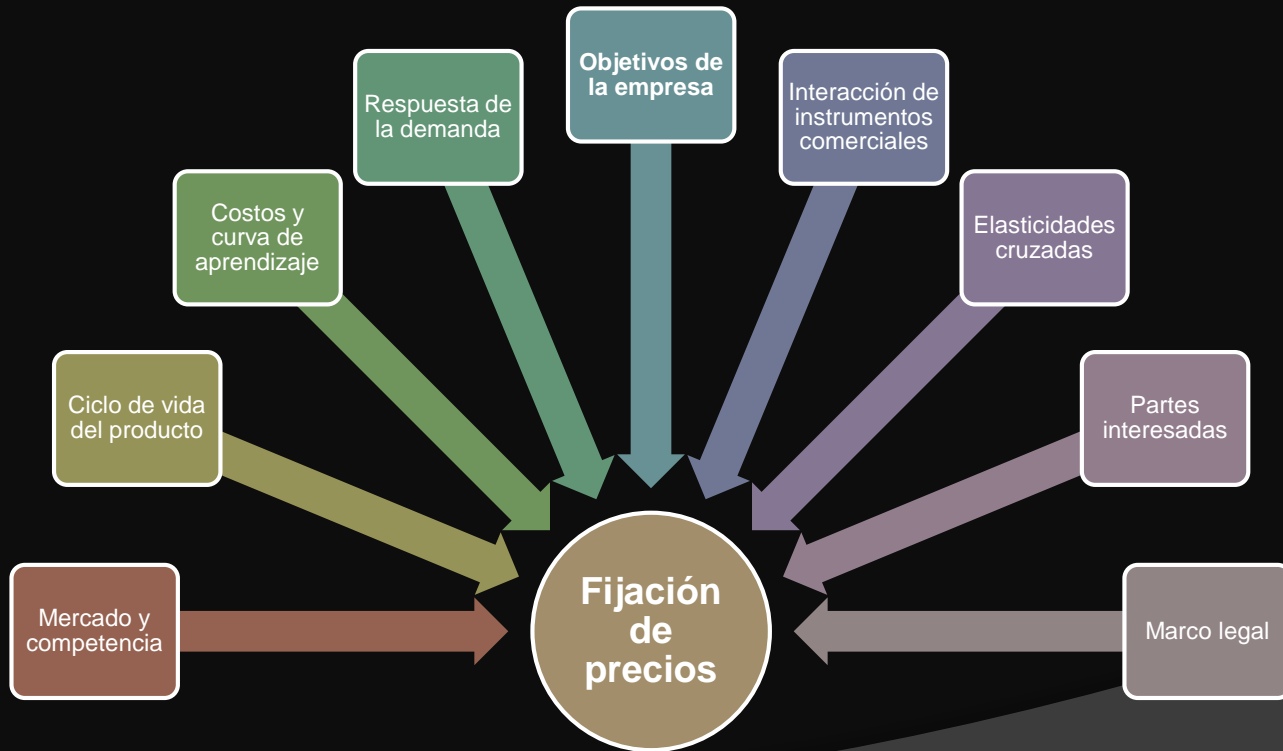 Objetivos de
la empresa
Respuesta de
la demanda
Interacción de
instrumentos
comerciales
Costos y
curva de
aprendizaje
Elasticidades
cruzadas
Ciclo de vida
del producto
Partes
interesadas
Mercado y
competencia
Fijación
de
precios
Marco legal